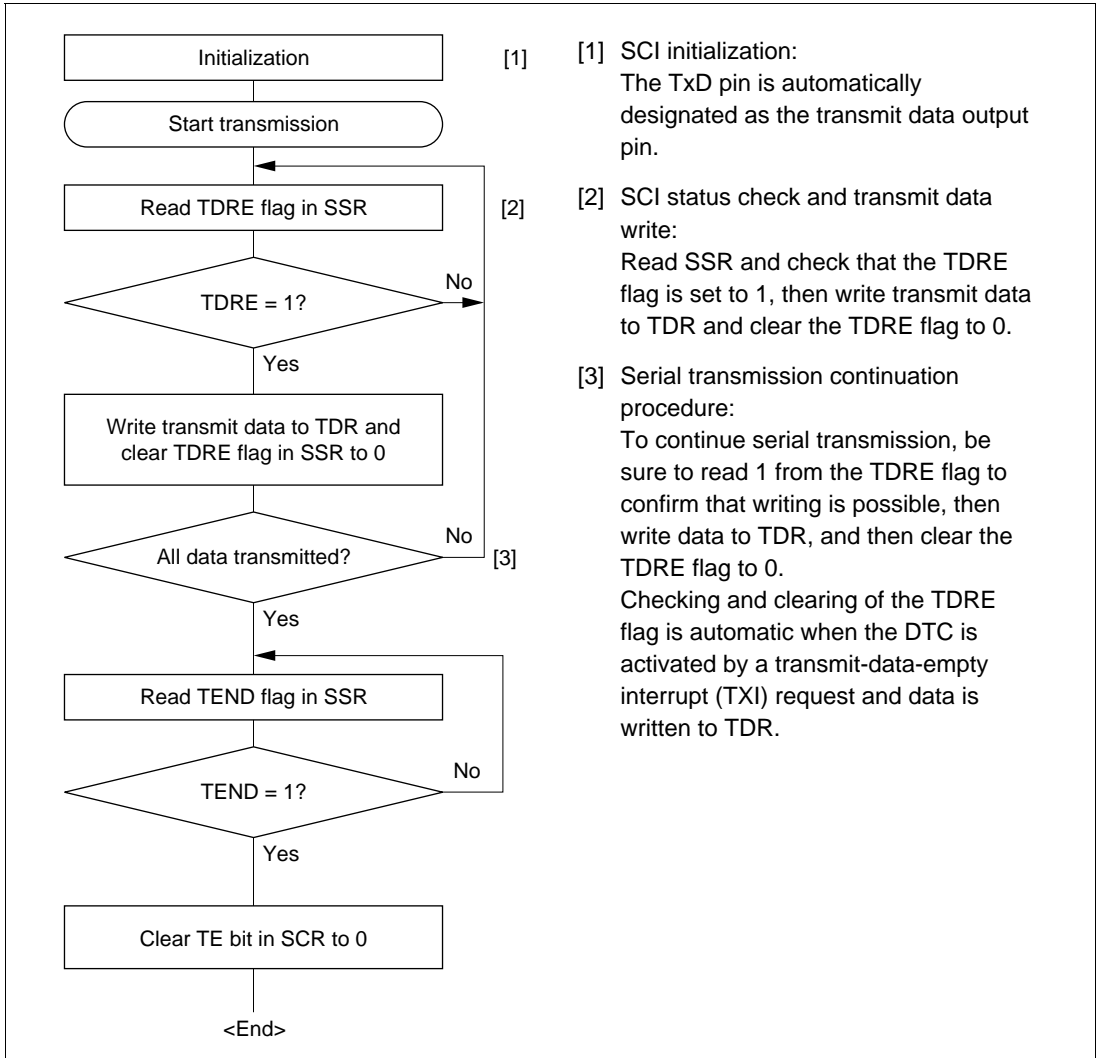 Initialization
[1]
Start transmission
Read TDRE flag in SSR
[2]
TDRE = 1?
No
Yes
Write transmit data to TDR and
clear TDRE flag in SSR to 0
All data transmitted?
No
[3]
Yes
Read TEND flag in SSR
TEND = 1?
No
Yes
Clear TE bit in SCR to 0
<End>
[1] SCI initialization:
The TxD pin is automatically
designated as the transmit data output
pin.
[2] SCI status check and transmit data
write:
Read SSR and check that the TDRE
flag is set to 1, then write transmit data
to TDR and clear the TDRE flag to 0.
[3] Serial transmission continuation
procedure:
To continue serial transmission, be
sure to read 1 from the TDRE flag to
confirm that writing is possible, then
write data to TDR, and then clear the
TDRE flag to 0.
Checking and clearing of the TDRE
flag is automatic when the DTC is
activated by a transmit-data-empty
interrupt (TXI) request and data is
written to TDR.